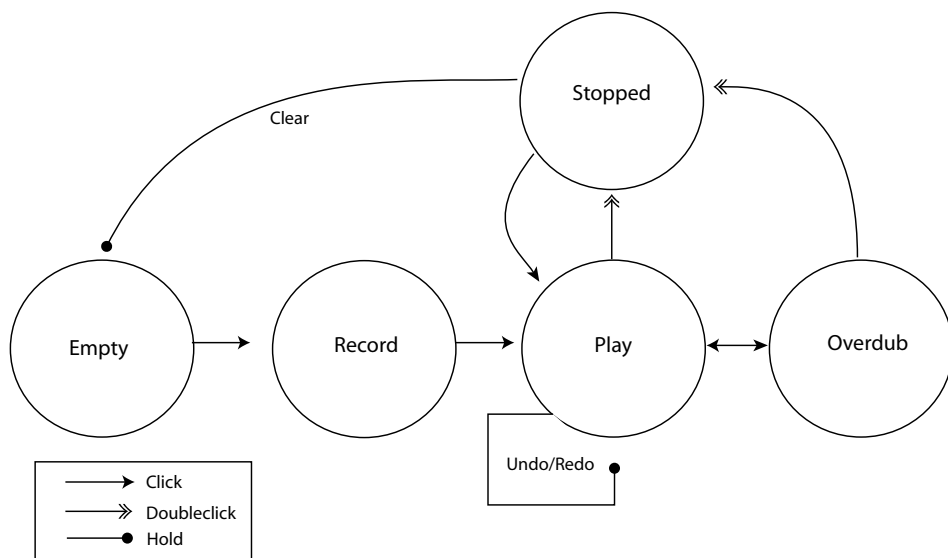 Stopped
Clear
Empty
Record
Play
Overdub
Undo/Redo
Click
Doubleclick
Hold